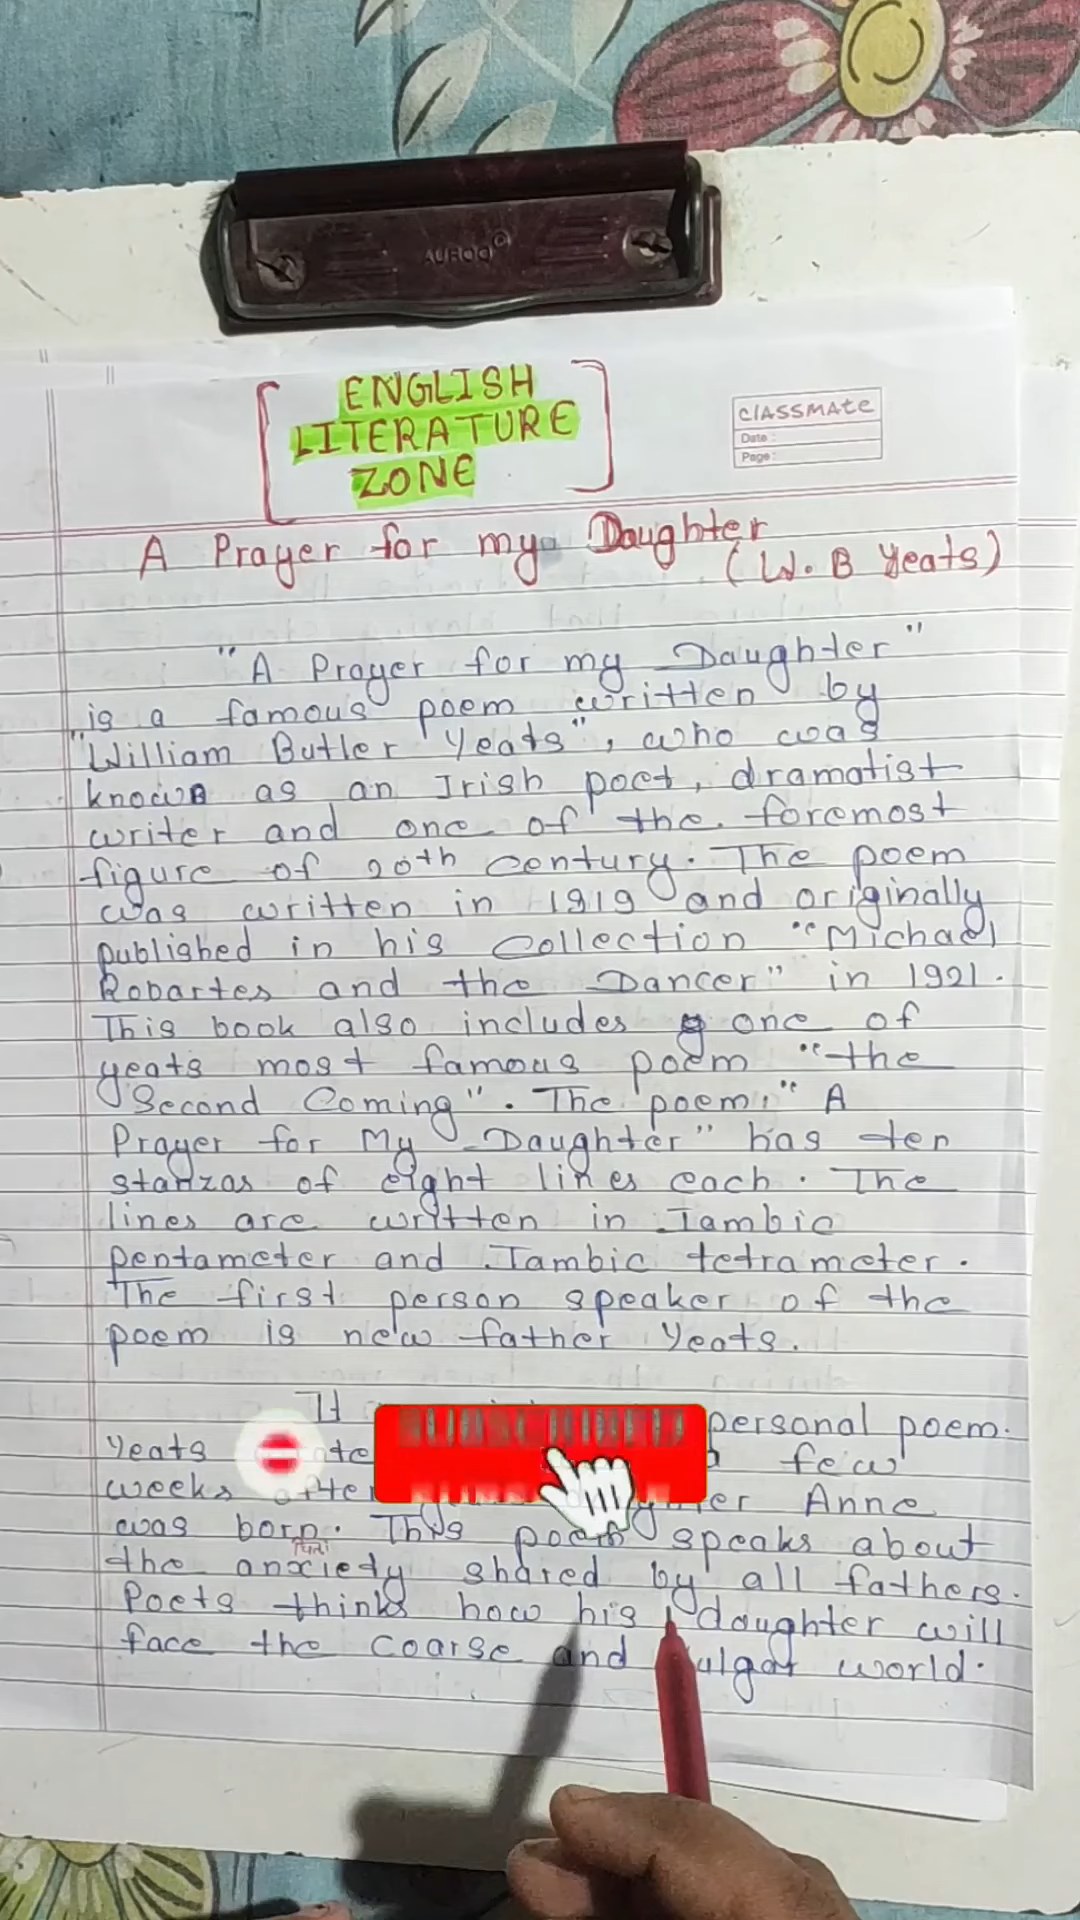 AUROO
ENGLISH
LITERATURE
ZONE
CLASSMATE
Date :
Page :
A Prayer for my Daughter
(W. B Yeats)
"A Prayer for my Daughter"
is a famous poem written by
"William Butler Yeats", who was
known as an Irish poet, dramatist
writer and one of the foremost
figure of 20th century. The poem
was written in 1919 and originally
published in his collection "Michael
Robartes and the Dancer" in 1921.
This book also includes one of
yeats most famous poem "the
Second Coming". The poem, "A
Prayer for My Daughter" has ten
stanzas of eight lines each. The
lines are written in Iambic
pentameter and Iambic tetrameter.
The first person speaker of the
poem is new father Yeats.
It personal poem.
Yeats few
weeks after Anne
was born. This poem speaks about
the anxiety shared by all fathers.
Poets thinks how his daughter will
face the coarse and vulgar world.